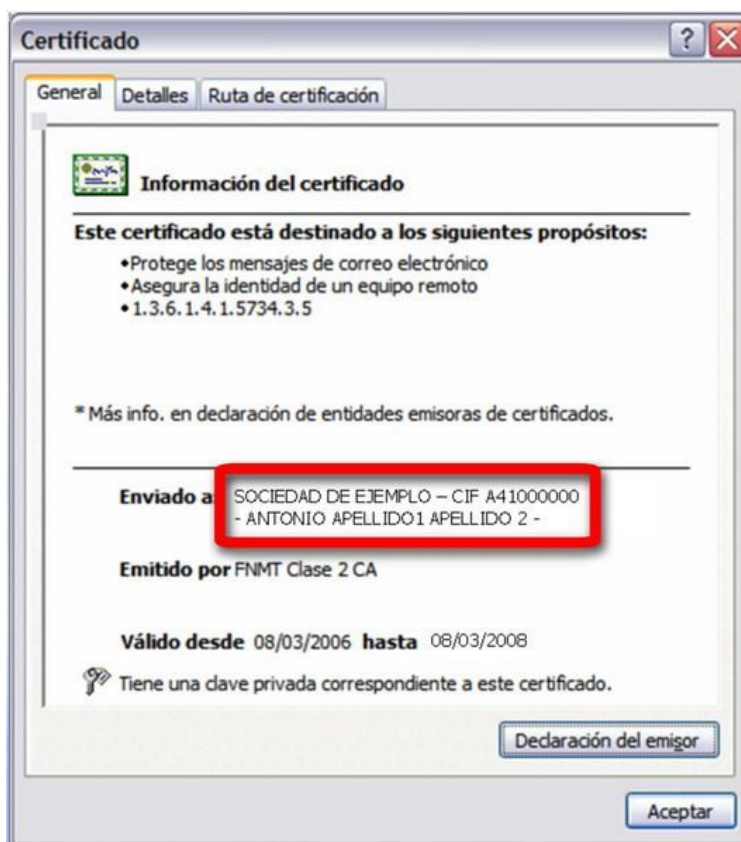 Certificado
General Detalles Ruta de certificación
Información del certificado
Este certificado está destinado a los siguientes propósitos:
•Protege los mensajes de correo electrónico
•Asegura la identidad de un equipo remoto
•1.3.6.1.4.1.5734.3.5
* Más info. en declaración de entidades emisoras de certificados.
Enviado a: SOCIEDAD DE EJEMPLO – CIF A41000000
- ANTONIO APELLIDO1 APELLIDO 2 -
Emitido por FNMT Clase 2 CA
Válido desde 08/03/2006 hasta 08/03/2008
Tiene una clave privada correspondiente a este certificado.
Declaración del emisor
Aceptar